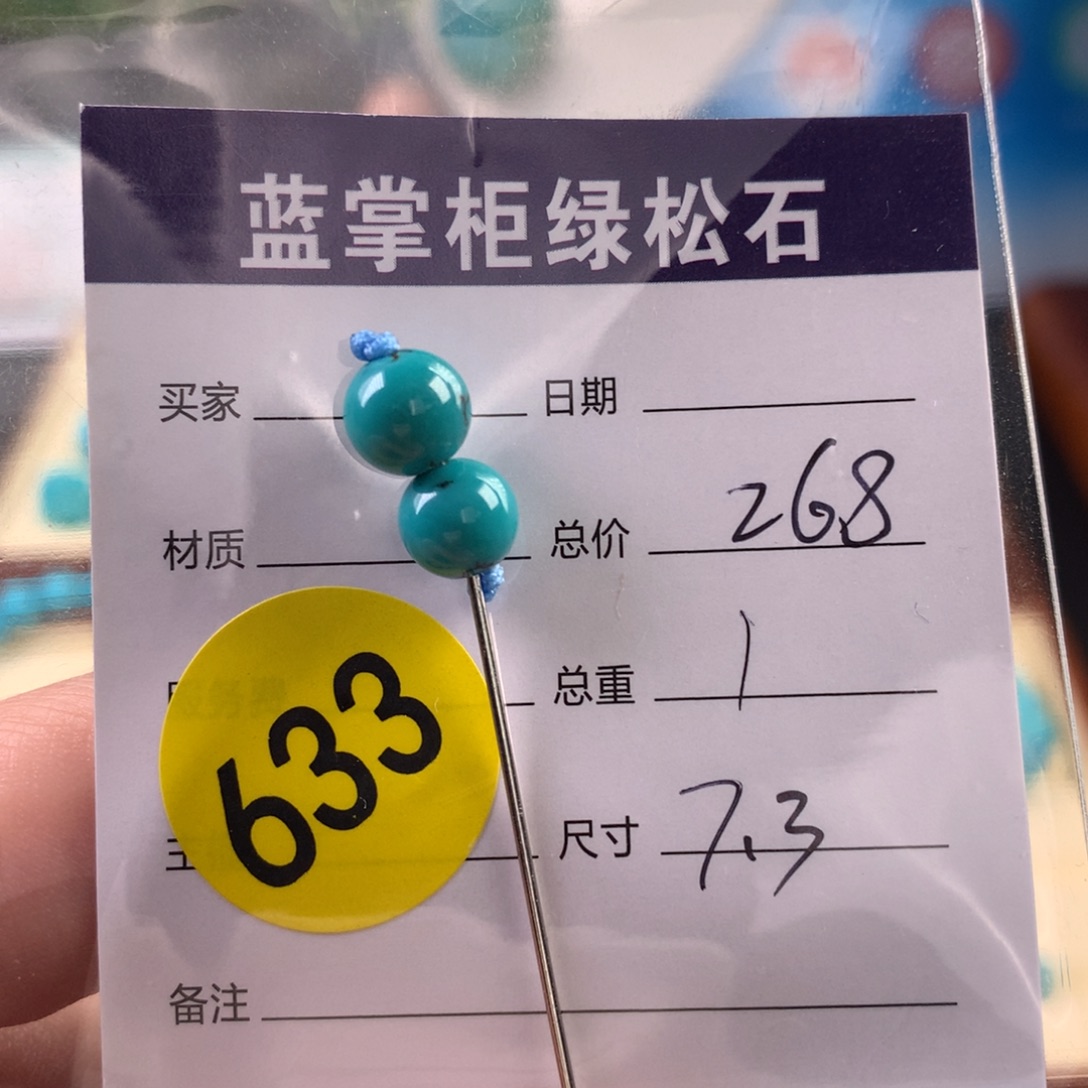 蓝掌柜绿松石
买家 日期
材质 总价 268
总重 1
633
尺寸 7.3
备注